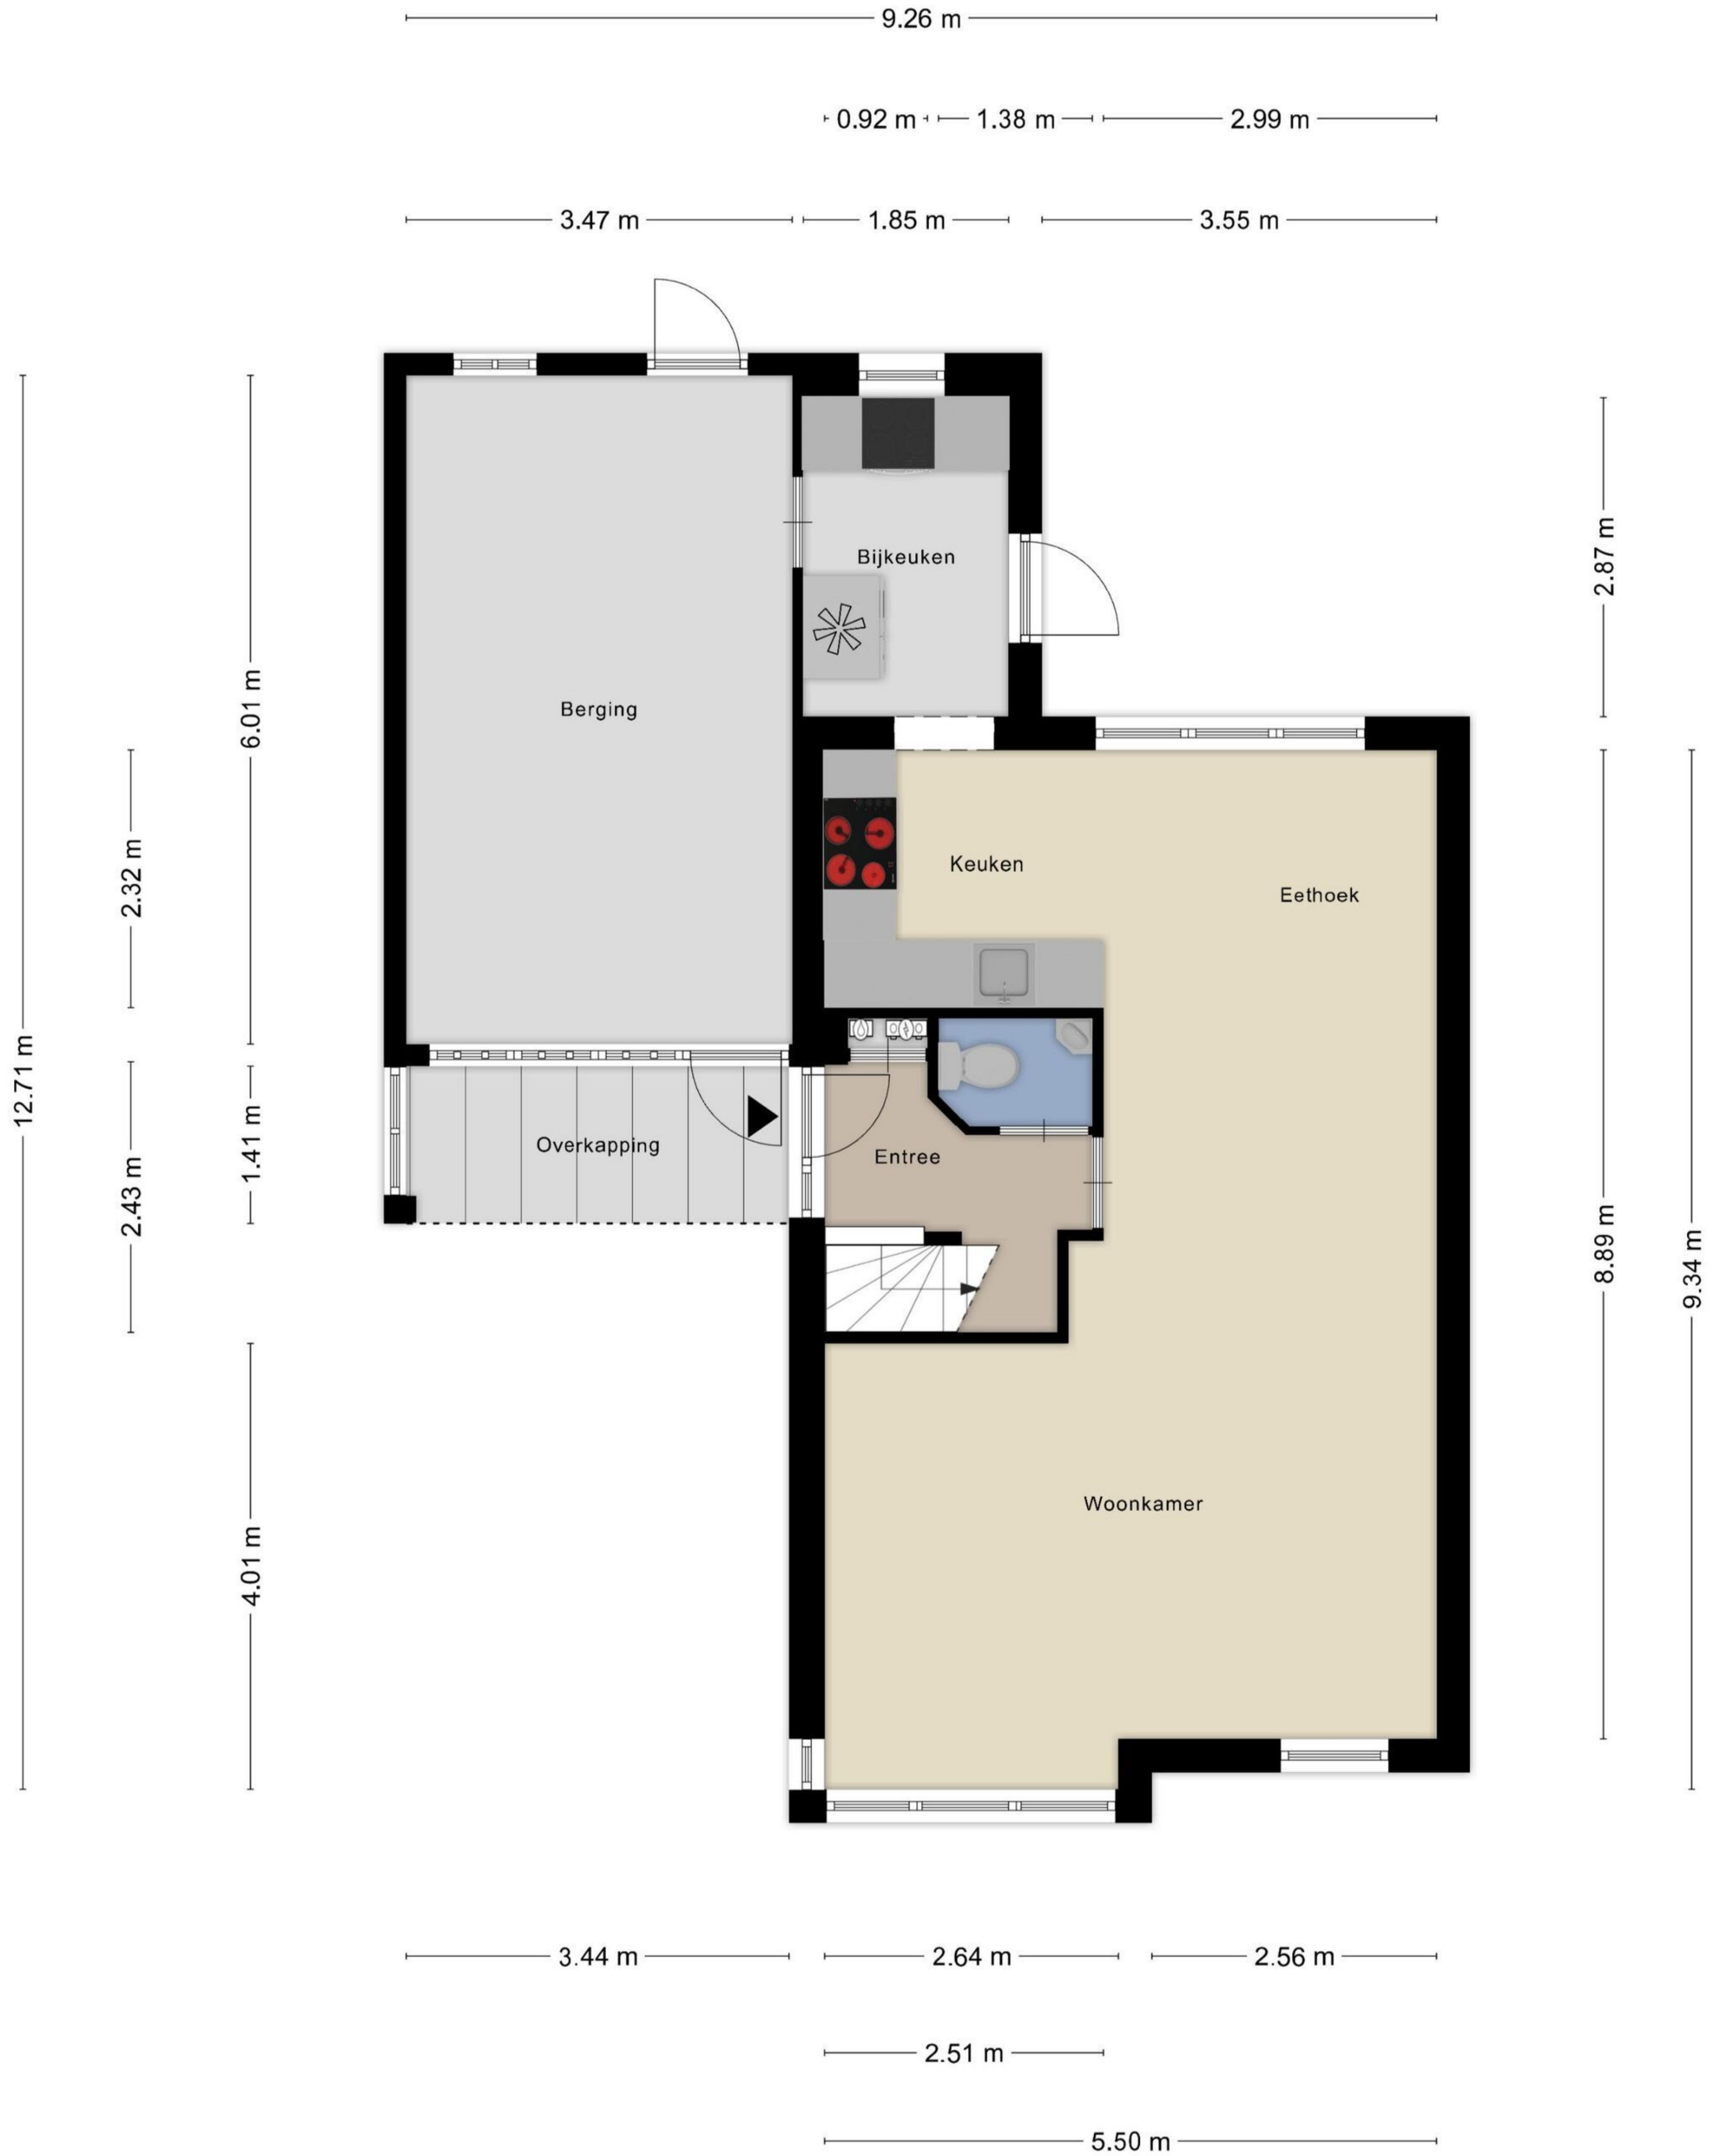 9.26 m
0.92 m
1.38 m
2.99 m
3.47 m
1.85 m
3.55 m
12.71 m
2.32 m
2.43 m
6.01 m
1.41 m
4.01 m
Berging
Bijkeuken
Keuken
Eethoek
Overkapping
Entree
Woonkamer
2.87 m
8.89 m
9.34 m
3.44 m
2.64 m
2.56 m
2.51 m
5.50 m